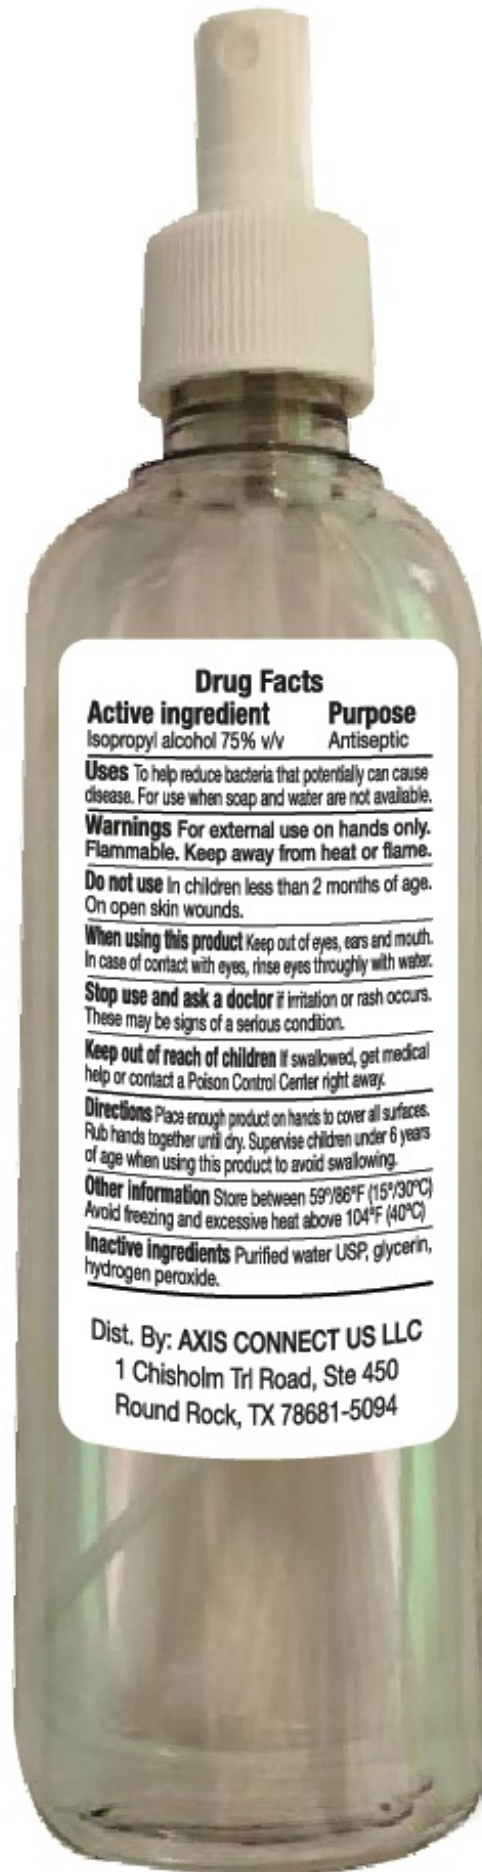 Drug Facts
Active ingredient Purpose
Isopropyl alcohol 75% v/v Antiseptic
Uses To help reduce bacteria that potentially can cause
disease. For use when soap and water are not available.
Warnings For external use on hands only.
Flammable. Keep away from heat or flame.
Do not use In children less than 2 months of age.
On open skin wounds.
When using this product Keep out of eyes, ears and mouth.
In case of contact with eyes, rinse eyes throughly with water.
Stop use and ask a doctor if irritation or rash occurs.
These may be signs of a serious condition.
Keep out of reach of children If swallowed, get medical
help or contact a Poison Control Center right away.
Directions Place enough product on hands to cover all surfaces.
Rub hands together until dry. Supervise children under 6 years
of age when using this product to avoid swallowing.
Other information Store between 59º/86ºF (15º/30ºC)
Avoid freezing and excessive heat above 104ºF (40ºC)
Inactive ingredients Purified water USP, glycerin,
hydrogen peroxide.
Dist. By: AXIS CONNECT US LLC
1 Chisholm Trl Road, Ste 450
Round Rock, TX 78681-5094